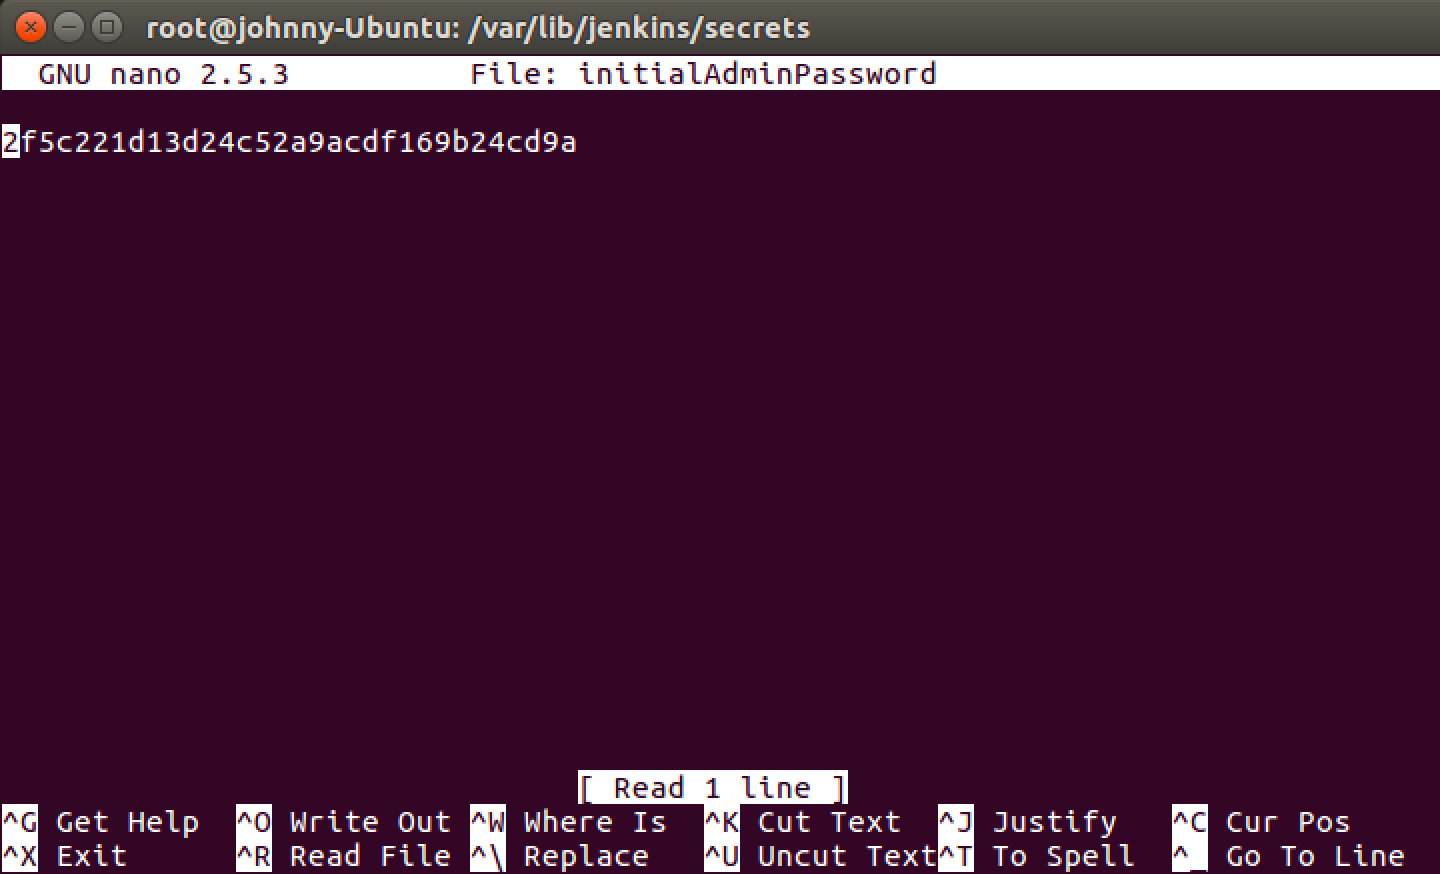 root@johnny-Ubuntu: /var/lib/jenkins/secrets
GNU nano 2.5.3 File: initialAdminPassword
2f5c221d13d24c52a9acdf169b24cd9a
[ Read 1 line ]
^G Get Help ^O Write Out ^W Where Is ^K Cut Text ^J Justify ^C Cur Pos
^X Exit ^R Read File ^\ Replace ^U Uncut Text ^T To Spell ^_ Go To Line